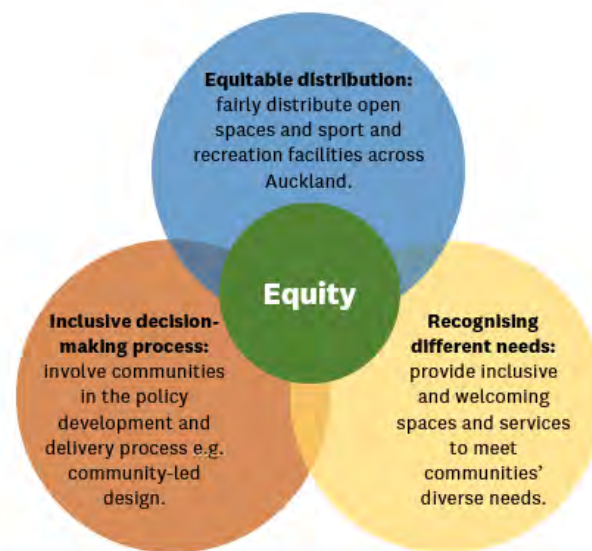 Equitable distribution:
fairly distribute open
spaces and sport and
recreation facilities across
Auckland.
Equity
Inclusive decision-
making process:
involve communities
in the policy
development and
delivery process e.g.
community-led
design.
Recognising
different needs:
provide inclusive
and welcoming
spaces and services
to meet
communities’
diverse needs.